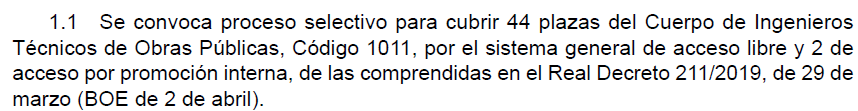 1.1 Se convoca proceso selectivo para cubrir 44 plazas del Cuerpo de Ingenieros
Técnicos de Obras Públicas, Código 1011, por el sistema general de acceso libre y 2 de
acceso por promoción interna, de las comprendidas en el Real Decreto 211/2019, de 29 de
marzo (BOE de 2 de abril).